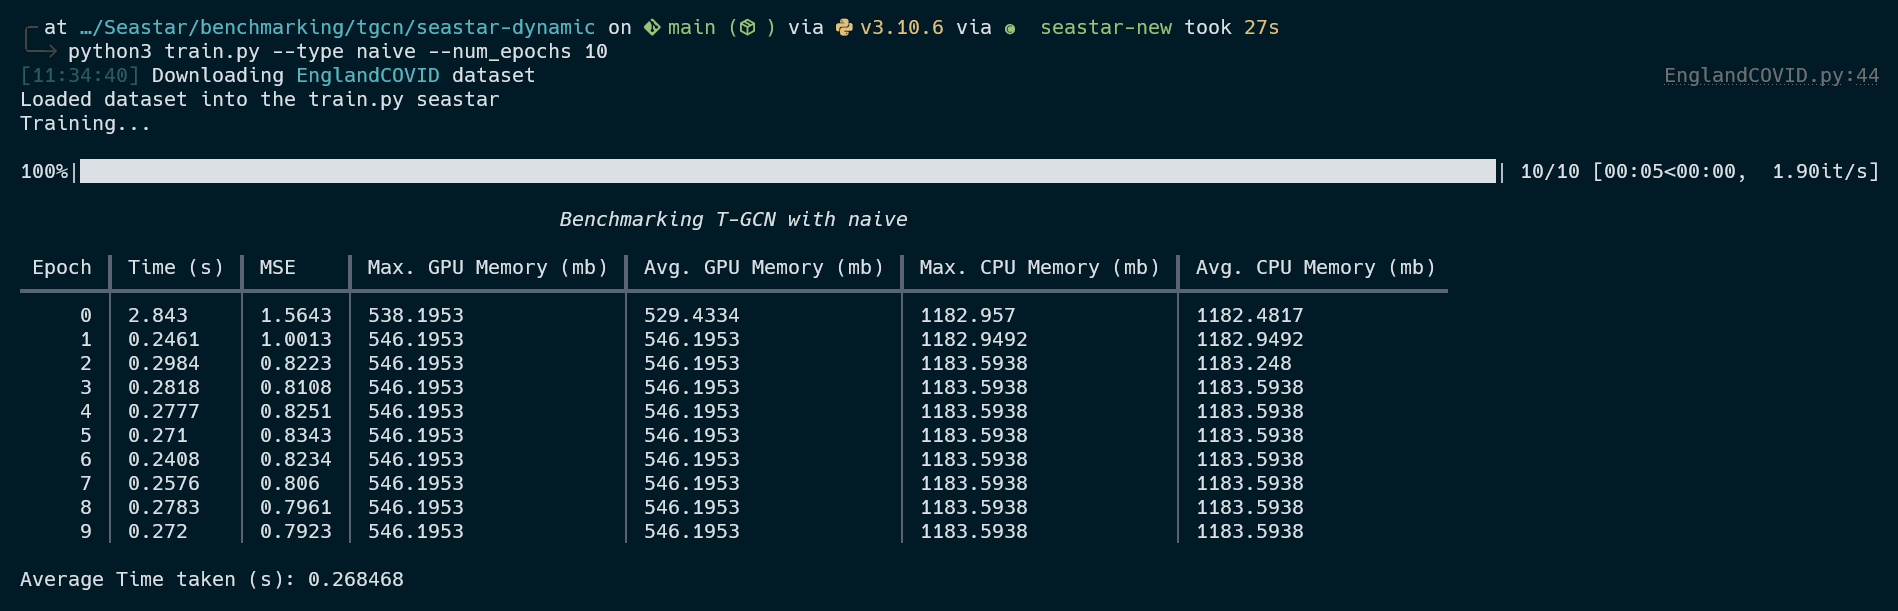 at …/Seastar/benchmarking/tgcn/seastar-dynamic on main ( ) via v3.10.6 via seastar-new took 27s
python3 train.py --type naive --num_epochs 10
[11:34:40] Downloading EnglandCOVID dataset EnglandCOVID.py:44
Loaded dataset into the train.py seastar
Training...
100%| | 10/10 [00:05<00:00, 1.90it/s]
Benchmarking T-GCN with naive
Epoch Time (s) MSE Max. GPU Memory (mb) Avg. GPU Memory (mb) Max. CPU Memory (mb) Avg. CPU Memory (mb)
0 2.843 1.5643 538.1953 529.4334 1182.957 1182.4817
1 0.2461 1.0013 546.1953 546.1953 1182.9492 1182.9492
2 0.2984 0.8223 546.1953 546.1953 1183.5938 1183.248
3 0.2818 0.8108 546.1953 546.1953 1183.5938 1183.5938
4 0.2777 0.8251 546.1953 546.1953 1183.5938 1183.5938
5 0.271 0.8343 546.1953 546.1953 1183.5938 1183.5938
6 0.2408 0.8234 546.1953 546.1953 1183.5938 1183.5938
7 0.2576 0.806 546.1953 546.1953 1183.5938 1183.5938
8 0.2783 0.7961 546.1953 546.1953 1183.5938 1183.5938
9 0.272 0.7923 546.1953 546.1953 1183.5938 1183.5938
Average Time taken (s): 0.268468